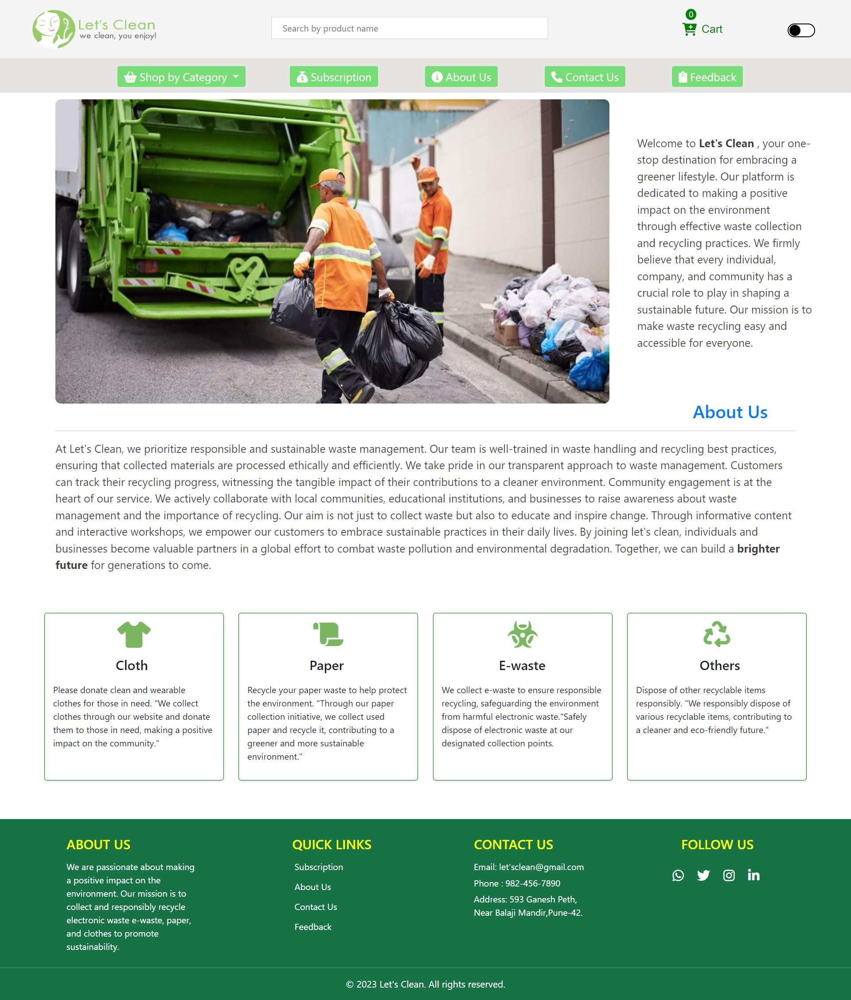 Let's Clean
we clean, you enjoy!
Search by product name
0
Cart
Shop by Category
Subscription
About Us
Contact Us
Feedback
Welcome to Let's Clean , your one-
stop destination for embracing a
greener lifestyle. Our platform is
dedicated to making a positive
impact on the environment
through effective waste collection
and recycling practices. We firmly
believe that every individual,
company, and community has a
crucial role to play in shaping a
sustainable future. Our mission is to
make waste recycling easy and
accessible for everyone.
About Us
At Let's Clean, we prioritize responsible and sustainable waste management. Our team is well-trained in waste handling and recycling best practices,
ensuring that collected materials are processed ethically and efficiently. We take pride in our transparent approach to waste management. Customers
can track their recycling progress, witnessing the tangible impact of their contributions to a cleaner environment. Community engagement is at the
heart of our service. We actively collaborate with local communities, educational institutions, and businesses to raise awareness about waste
management and the importance of recycling. Our aim is not just to collect waste but also to educate and inspire change. Through informative content
and interactive workshops, we empower our customers to embrace sustainable practices in their daily lives. By joining let's clean, individuals and
businesses become valuable partners in a global effort to combat waste pollution and environmental degradation. Together, we can build a brighter
future for generations to come.
Cloth
Please donate clean and wearable
clothes for those in need. "We collect
clothes through our website and donate
them to those in need, making a positive
impact on the community."
Paper
Recycle your paper waste to help protect
the environment. "Through our paper
collection initiative, we collect used
paper and recycle it, contributing to a
greener and more sustainable
environment."
E-waste
We collect e-waste to ensure responsible
recycling, safeguarding the environment
from harmful electronic waste."Safely
dispose of electronic waste at our
designated collection points.
Others
Dispose of other recyclable items
responsibly. "We responsibly dispose of
various recyclable items, contributing to
a cleaner and eco-friendly future."
ABOUT US
We are passionate about making
a positive impact on the
environment. Our mission is to
collect and responsibly recycle
electronic waste e-waste, paper,
and clothes to promote
sustainability.
QUICK LINKS
Subscription
About Us
Contact Us
Feedback
CONTACT US
Email: let'sclean@gmail.com
Phone : 982-456-7890
Address: 593 Ganesh Peth,
Near Balaji Mandir,Pune-42.
FOLLOW US
© 2023 Let's Clean. All rights reserved.